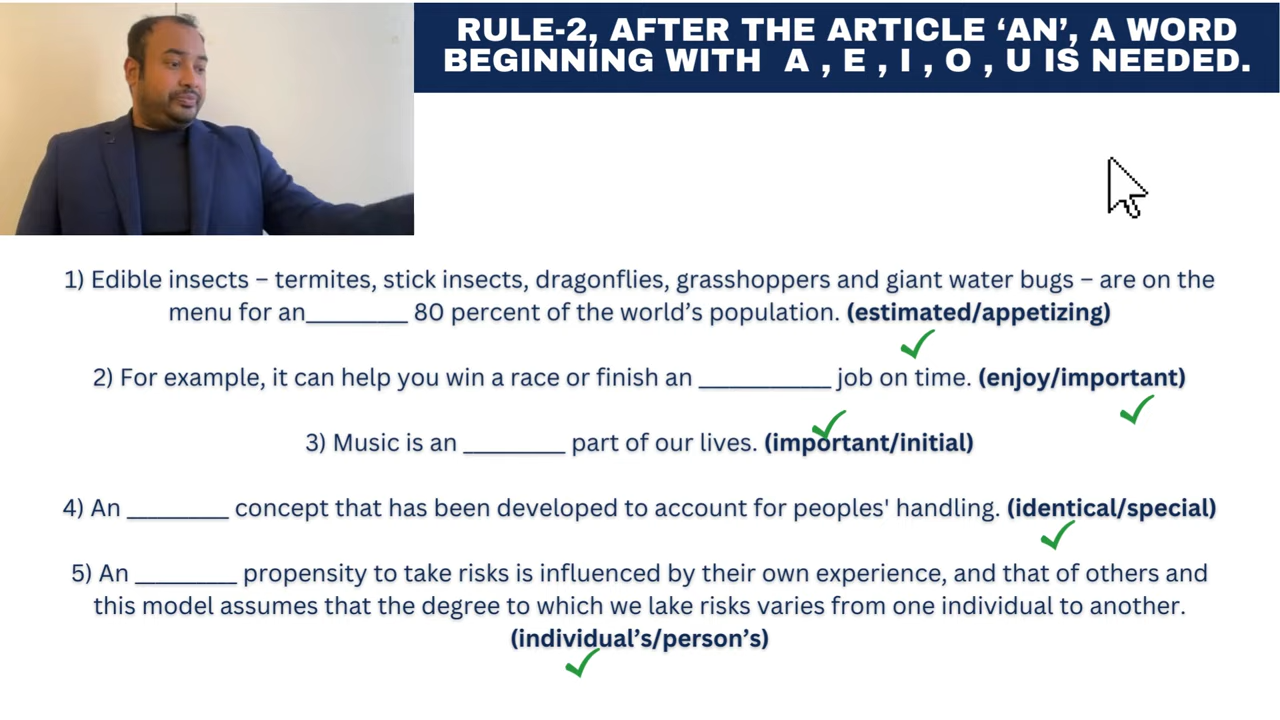 RULE-2, AFTER THE ARTICLE ‘AN’, A WORD
BEGINNING WITH A , E , I , O , U IS NEEDED.
1) Edible insects – termites, stick insects, dragonflies, grasshoppers and giant water bugs – are on the
menu for an________ 80 percent of the world’s population. (estimated/appetizing)
2) For example, it can help you win a race or finish an __________ job on time. (enjoy/important)
3) Music is an ________ part of our lives. (important/initial)
4) An ________ concept that has been developed to account for peoples' handling. (identical/special)
5) An ________ propensity to take risks is influenced by their own experience, and that of others and
this model assumes that the degree to which we lake risks varies from one individual to another.
(individual’s/person’s)